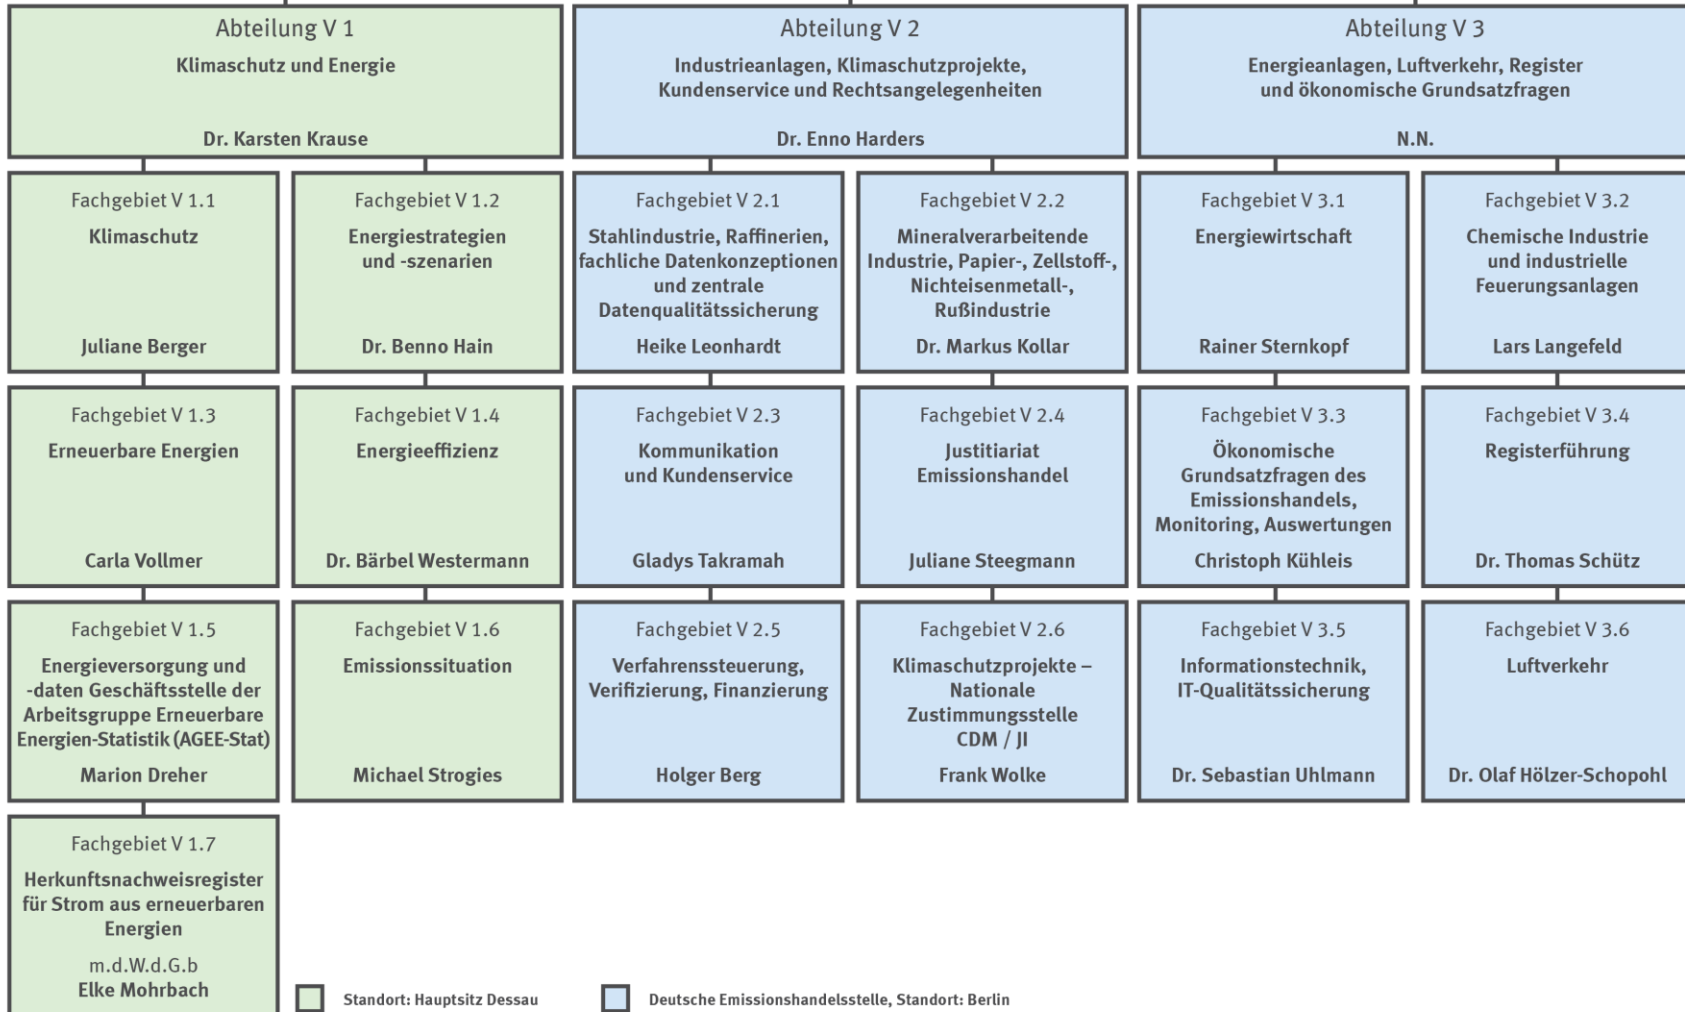 Abteilung V 1
Klimaschutz und Energie
Dr. Karsten Krause
Abteilung V 2
Industrieanlagen, Klimaschutzprojekte,
Kundenservice und Rechtsangelegenheiten
Dr. Enno Harders
Abteilung V 3
Energieanlagen, Luftverkehr, Register
und ökonomische Grundsatzfragen
N.N.
Fachgebiet V 1.1
Klimaschutz
Juliane Berger
Fachgebiet V 1.2
Energiestrategien
und -szenarien
Dr. Benno Hain
Fachgebiet V 2.1
Stahlindustrie, Raffinerien,
fachliche Datenkonzeptionen
und zentrale
Datenqualitätssicherung
Heike Leonhardt
Fachgebiet V 2.2
Mineralverarbeitende
Industrie, Papier-, Zellstoff-,
Nichteisenmetall-,
Rußindustrie
Dr. Markus Kollar
Fachgebiet V 3.1
Energiewirtschaft
Rainer Sternkopf
Fachgebiet V 3.2
Chemische Industrie
und industrielle
Feuerungsanlagen
Lars Langefeld
Fachgebiet V 1.3
Erneuerbare Energien
Carla Vollmer
Fachgebiet V 1.4
Energieeffizienz
Dr. Bärbel Westermann
Fachgebiet V 2.3
Kommunikation
und Kundenservice
Gladys Takramah
Fachgebiet V 2.4
Justitiariat
Emissionshandel
Juliane Steegmann
Fachgebiet V 3.3
Ökonomische
Grundsatzfragen des
Emissionshandels,
Monitoring, Auswertungen
Christoph Kühleis
Fachgebiet V 3.4
Registerführung
Dr. Thomas Schütz
Fachgebiet V 1.5
Energieversorgung und
-daten Geschäftsstelle der
Arbeitsgruppe Erneuerbare
Energien-Statistik (AGEE-Stat)
Marion Dreher
Fachgebiet V 1.6
Emissionssituation
Michael Strogies
Fachgebiet V 2.5
Verfahrenssteuerung,
Verifizierung, Finanzierung
Holger Berg
Fachgebiet V 2.6
Klimaschutzprojekte –
Nationale
Zustimmungsstelle
CDM / JI
Frank Wolke
Fachgebiet V 3.5
Informationstechnik,
IT-Qualitätssicherung
Dr. Sebastian Uhlmann
Fachgebiet V 3.6
Luftverkehr
Dr. Olaf Hölzer-Schopohl
Fachgebiet V 1.7
Herkunftsnachweisregister
für Strom aus erneuerbaren
Energien
m.d.W.d.G.b
Elke Mohrbach
Standort: Hauptsitz Dessau
Deutsche Emissionshandelsstelle, Standort: Berlin